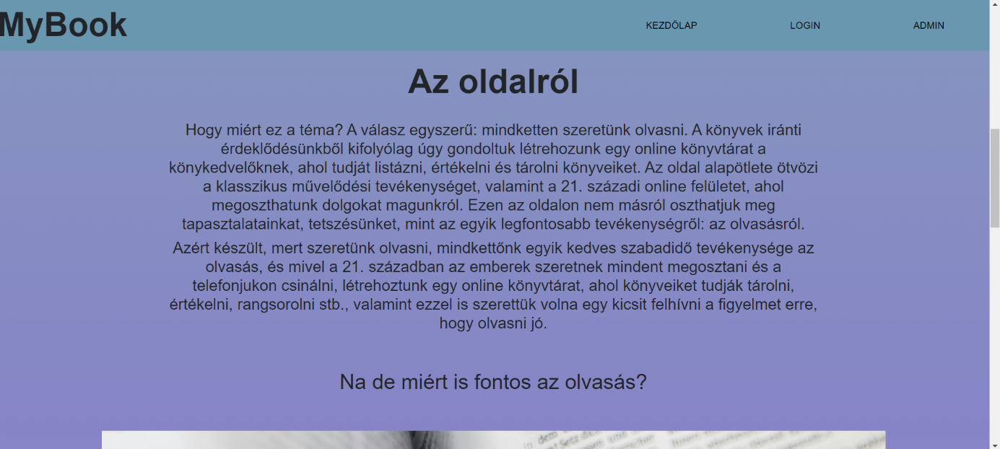 MyBook
KEZDŐLAP
LOGIN
ADMIN
Az oldalról
Hogy miért ez a téma? A válasz egyszerű: mindketten szeretünk olvasni. A könyvek iránti
érdeklődésünkből kifolyólag úgy gondoltuk létrehozunk egy online könyvtárat a
könykedvelőknek, ahol tudját listázni, értékelni és tárolni könyveiket. Az oldal alapötlete ötvözi
a klasszikus művelődési tevékenységet, valamint a 21. századi online felületet, ahol
megoszthatunk dolgokat magunkról. Ezen az oldalon nem másról oszthatjuk meg
tapasztalatainkat, tetszésünket, mint az egyik legfontosabb tevékenységről: az olvasásról.
Azért készült, mert szeretünk olvasni, mindkettőnk egyik kedves szabadidő tevékenysége az
olvasás, és mivel a 21. században az emberek szeretnek mindent megosztani és a
telefonjukon csinálni, létrehoztunk egy online könyvtárat, ahol könyveiket tudják tárolni,
értékelni, rangsorolni stb., valamint ezzel is szerettük volna egy kicsit felhívni a figyelmet erre,
hogy olvasni jó.
Na de miért is fontos az olvasás?